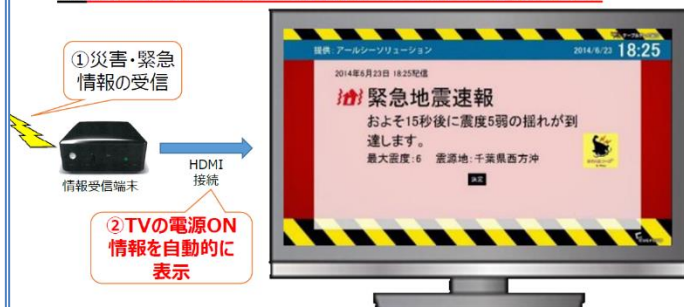 ①災害・緊急
情報の受信
情報受信端末
HDMI
接続
②TVの電源ON
情報を自動的に
表示
提供:アールシーソリューション
2014/6/23 18:25
2014年6月23日 18:25配信
緊急地震速報
およそ15秒後に震度5弱の揺れが到
達します。
最大震度:6 震源地:千葉県西方沖